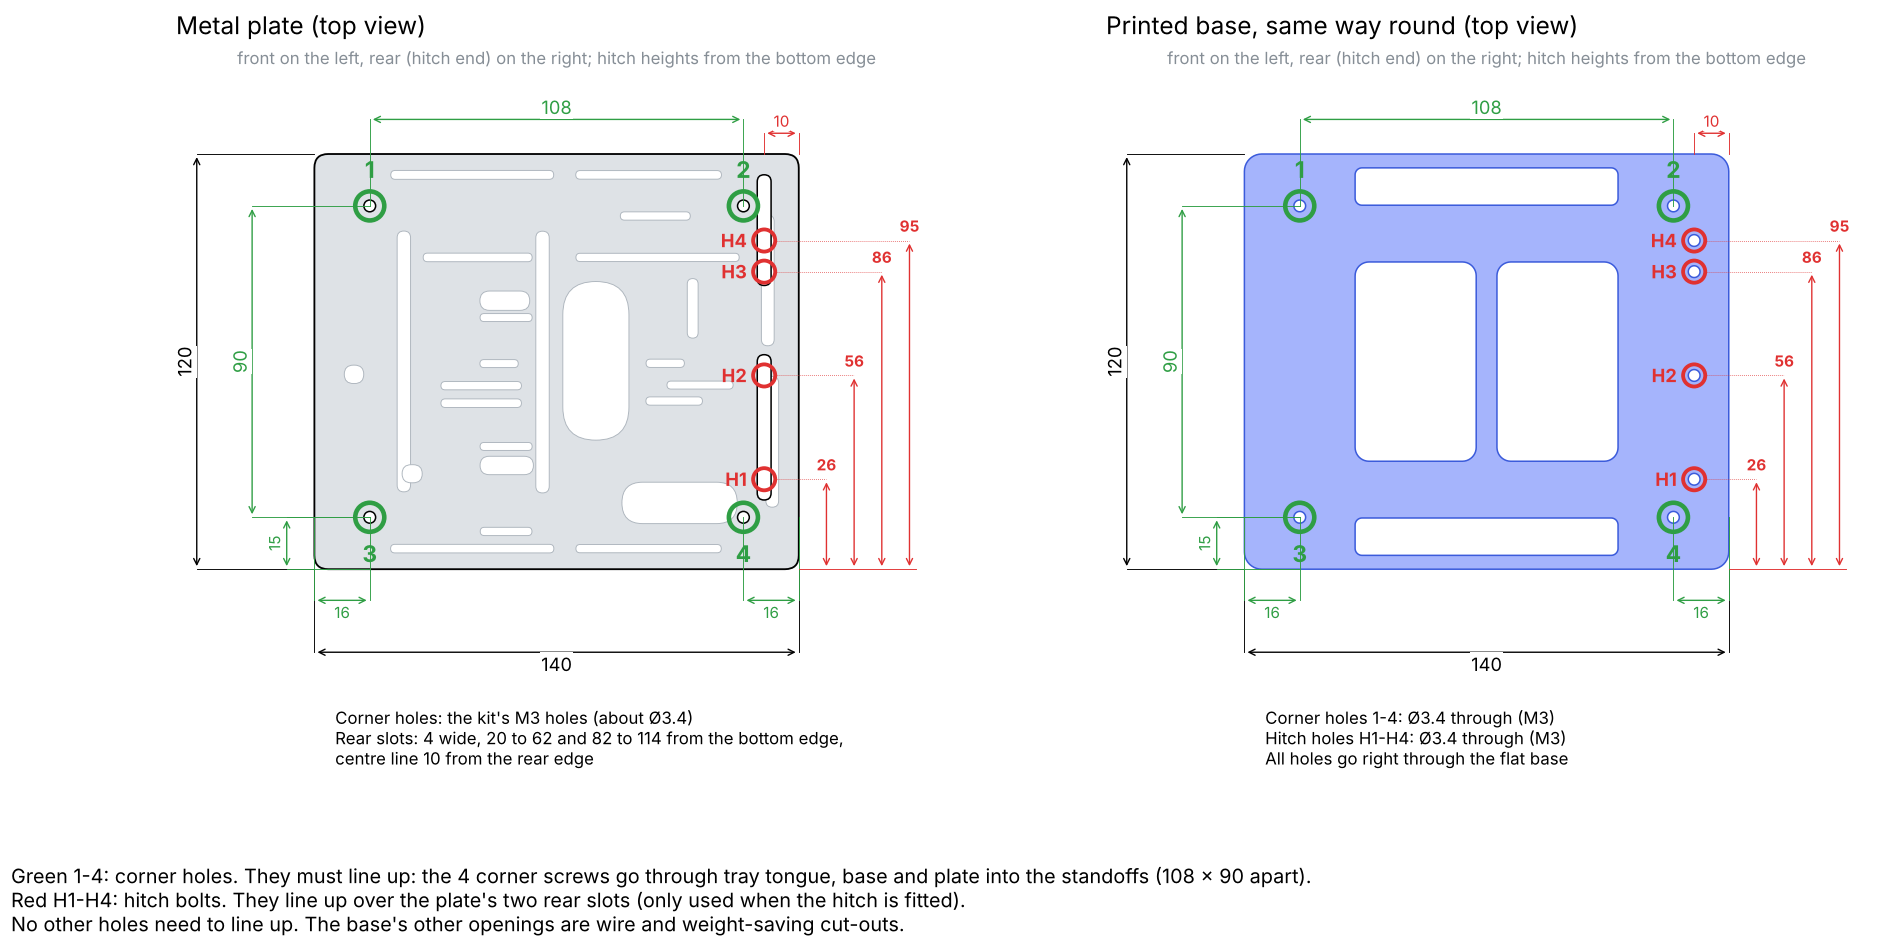 Metal plate (top view)
front on the left, rear (hitch end) on the right; hitch heights from the bottom edge
108
10
1
2
H4
H3
H2
H1
3
4
95
86
56
26
120
90
15
16
16
140
Corner holes: the kit's M3 holes (about Ø3.4)
Rear slots: 4 wide, 20 to 62 and 82 to 114 from the bottom edge,
centre line 10 from the rear edge
Printed base, same way round (top view)
front on the left, rear (hitch end) on the right; hitch heights from the bottom edge
108
10
1
2
H4
H3
H2
H1
3
4
95
86
56
26
120
90
15
16
16
140
Corner holes 1-4: Ø3.4 through (M3)
Hitch holes H1-H4: Ø3.4 through (M3)
All holes go right through the flat base
Green 1-4: corner holes. They must line up: the 4 corner screws go through tray tongue, base and plate into the standoffs (108 × 90 apart).
Red H1-H4: hitch bolts. They line up over the plate's two rear slots (only used when the hitch is fitted).
No other holes need to line up. The base's other openings are wire and weight-saving cut-outs.